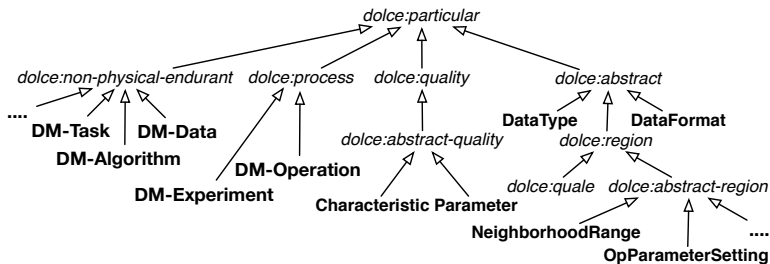 dolce:particular
dolce:non-physical-endurant dolce:process dolce:quality dolce:abstract
....
DM-Task DM-Data DataType DataFormat
DM-Algorithm dolce:abstract-quality dolce:region
DM-Operation
DM-Experiment dolce:quale dolce:abstract-region
Characteristic Parameter
NeighborhoodRange ....
OpParameterSetting